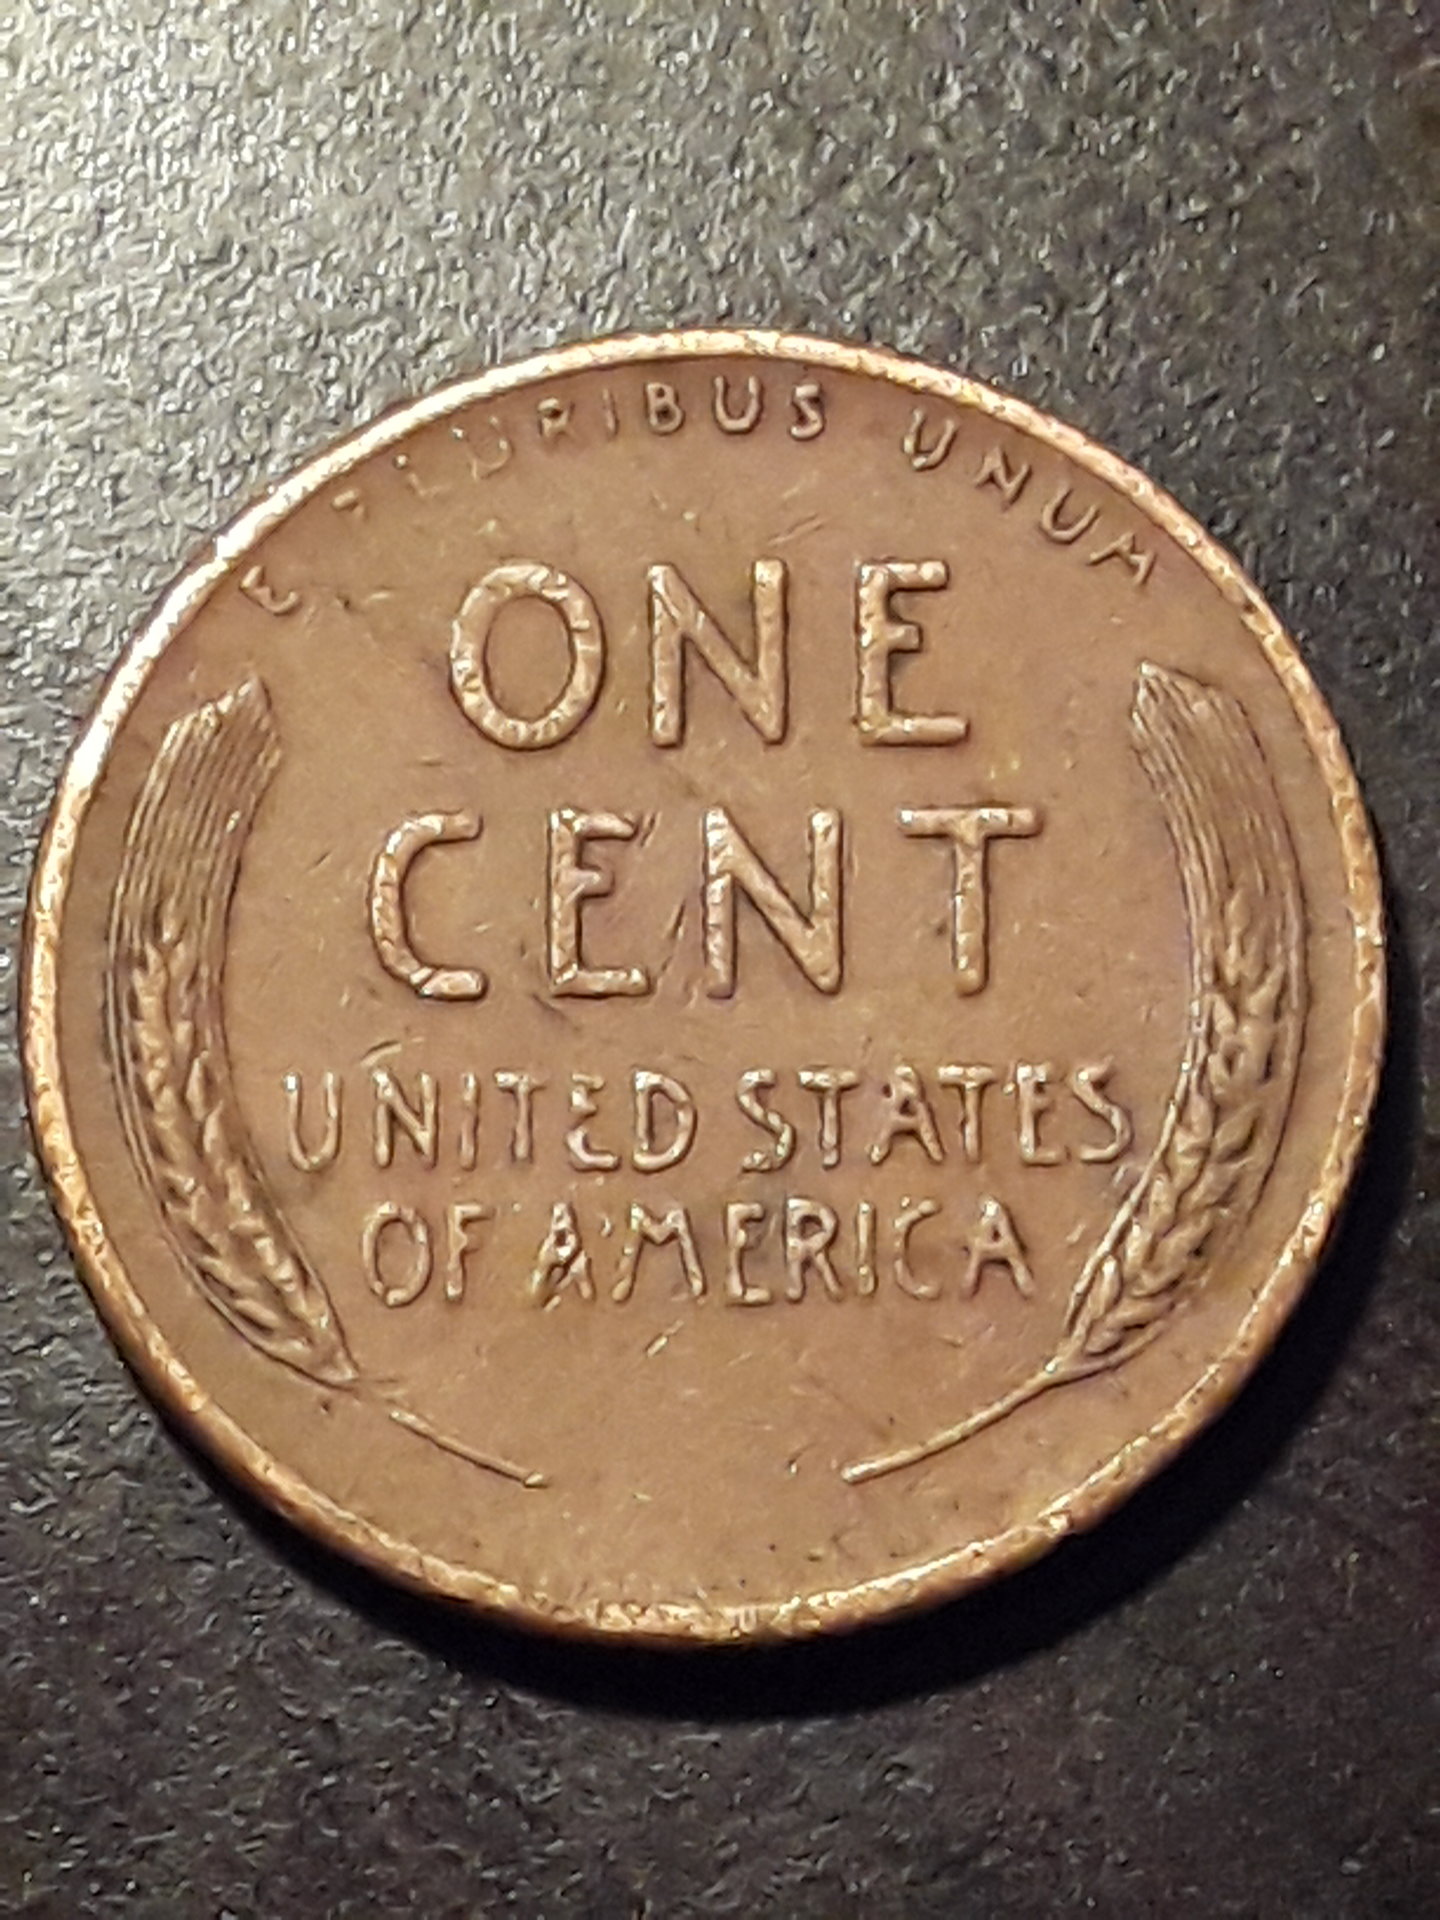 E PLURIBUS UNUM
ONE
CENT
UNITED STATES
OF AMERICA